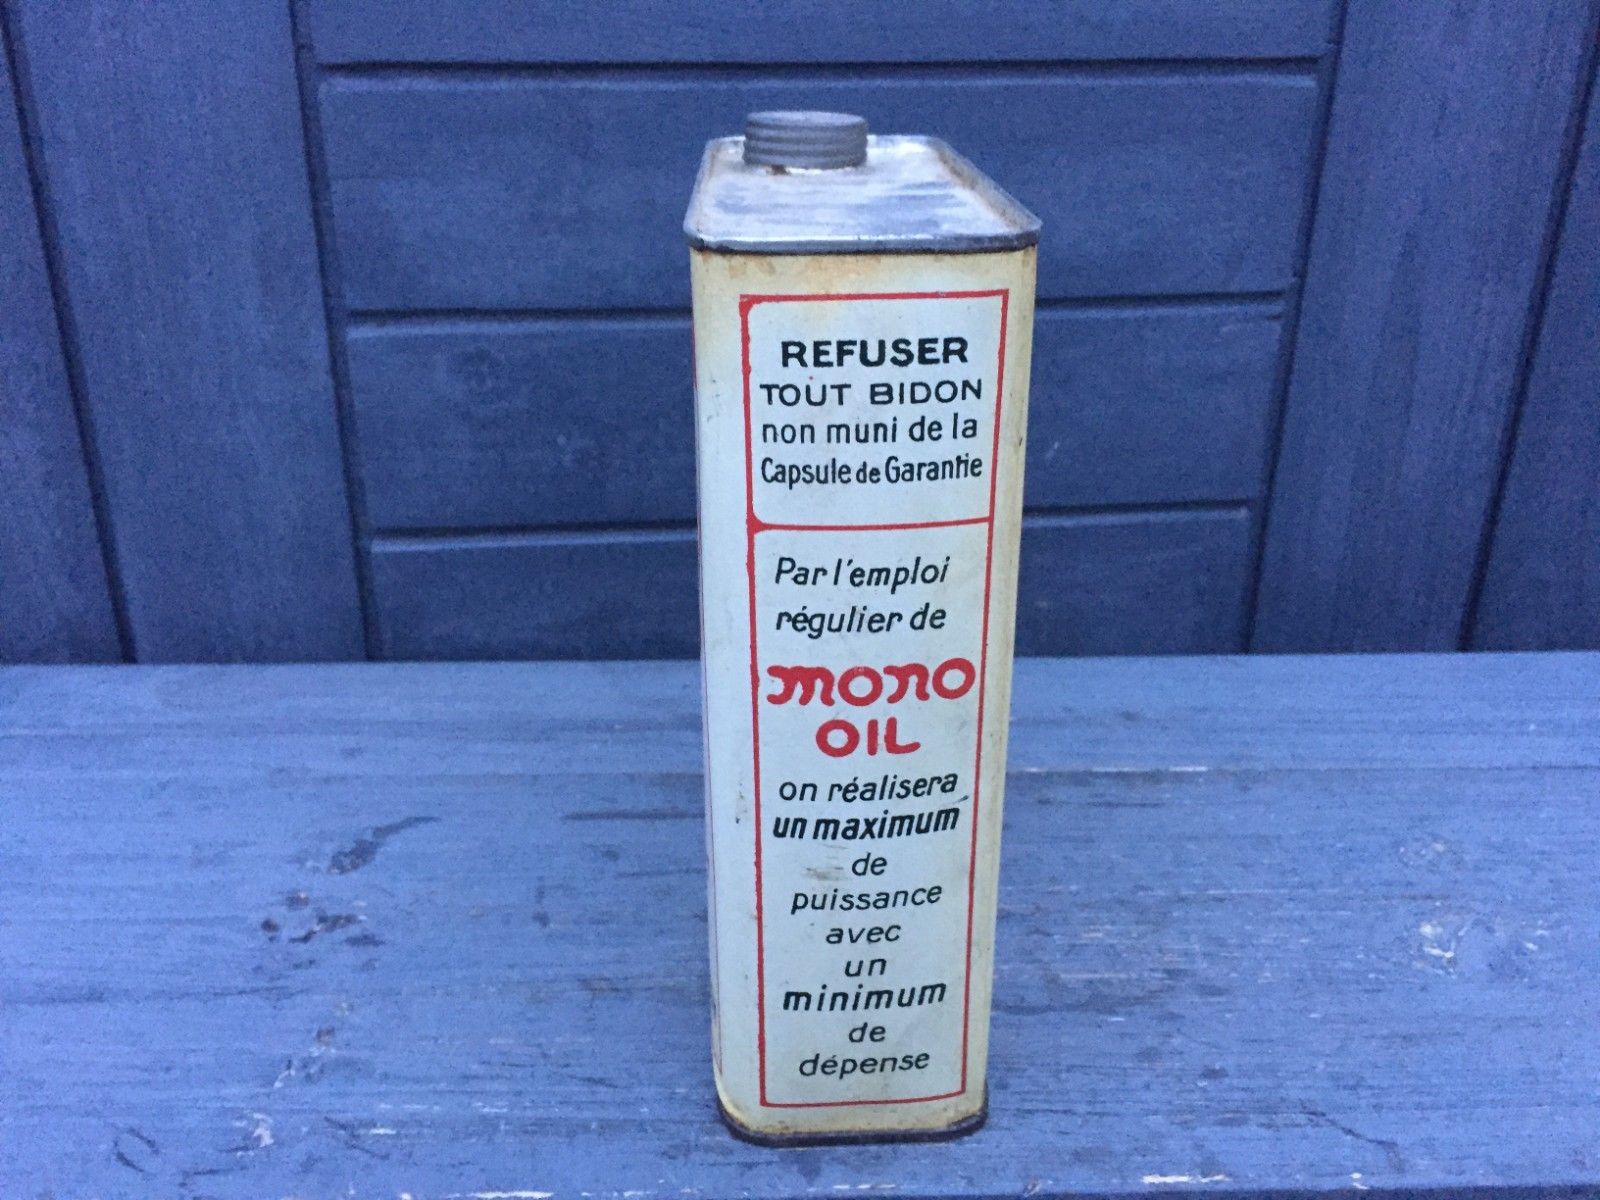 REFUSER
TOUT BIDON
non muni de la
Capsule de Garantie
Par l'emploi
régulier de
mono
OIL
on réalisera
un maximum
de
puissance
avec
un
minimum
de
dépense